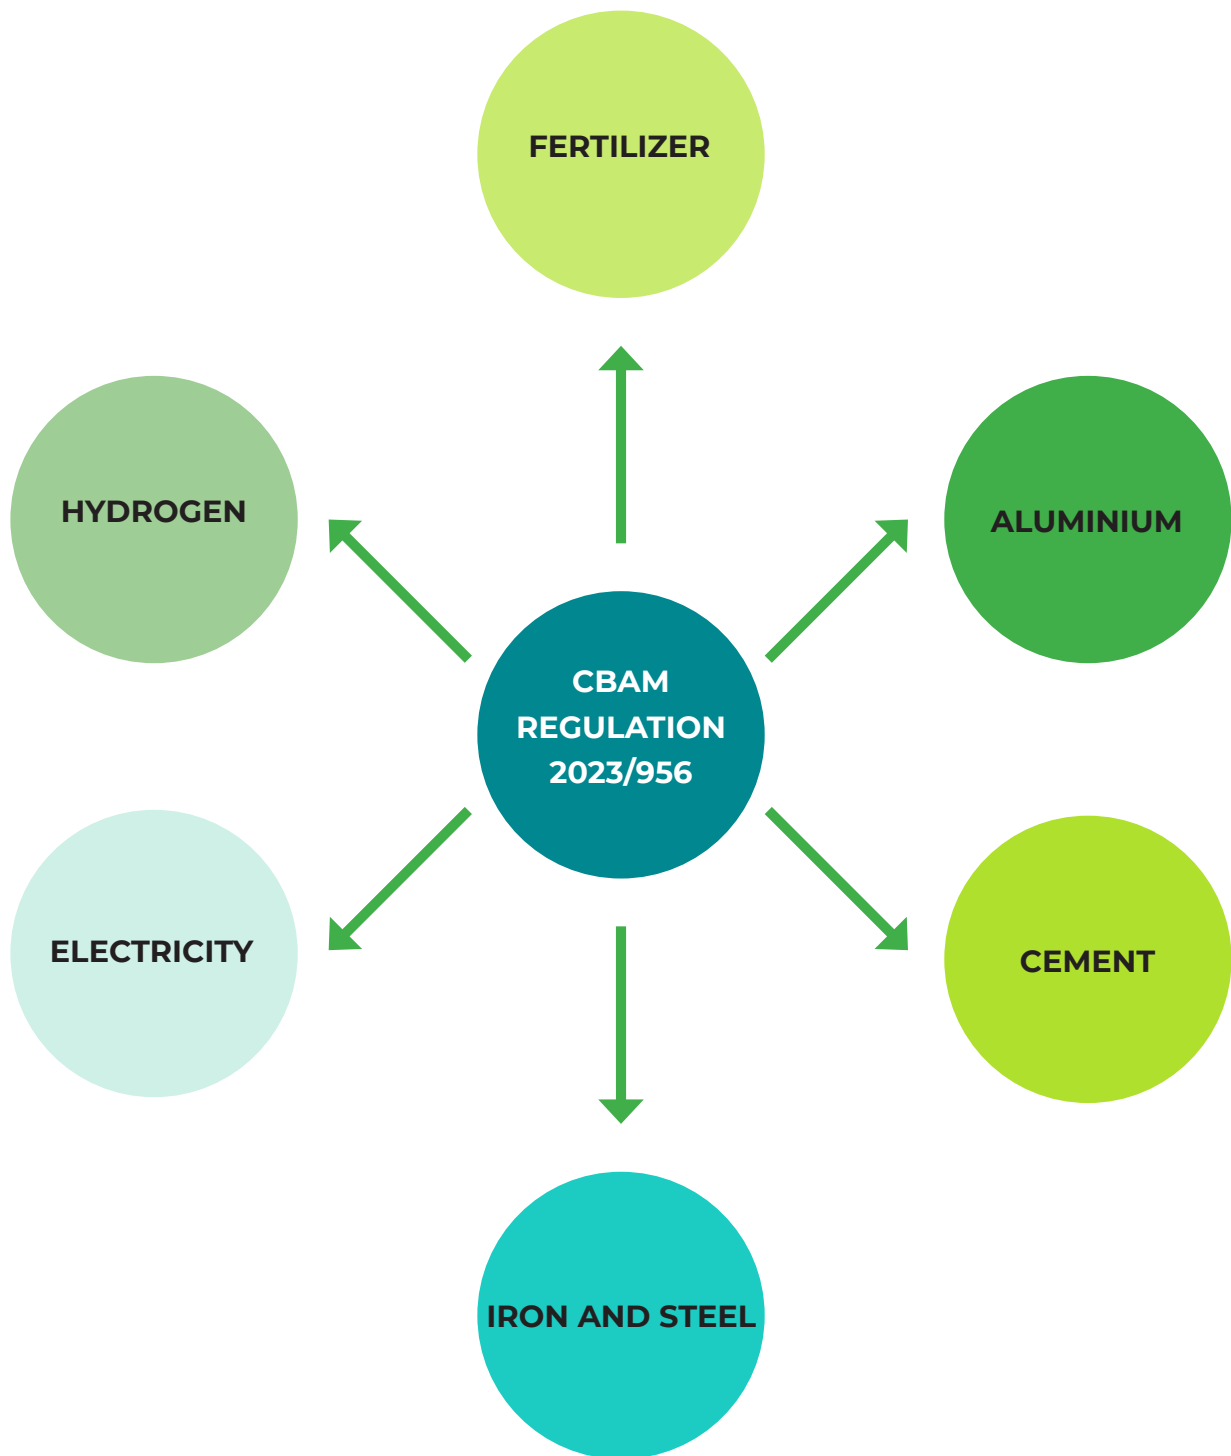 FERTILIZER
HYDROGEN
ALUMINIUM
CBAM
REGULATION
2023/956
ELECTRICITY
CEMENT
IRON AND STEEL